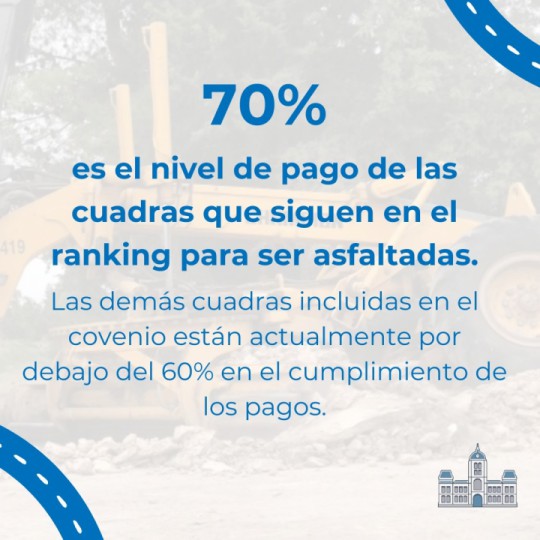 70%
es el nivel de pago de las
cuadras que siguen en el
ranking para ser asfaltadas.
Las demás cuadras incluidas en el
covenio están actualmente por
debajo del 60% en el cumplimiento de
los pagos.
419